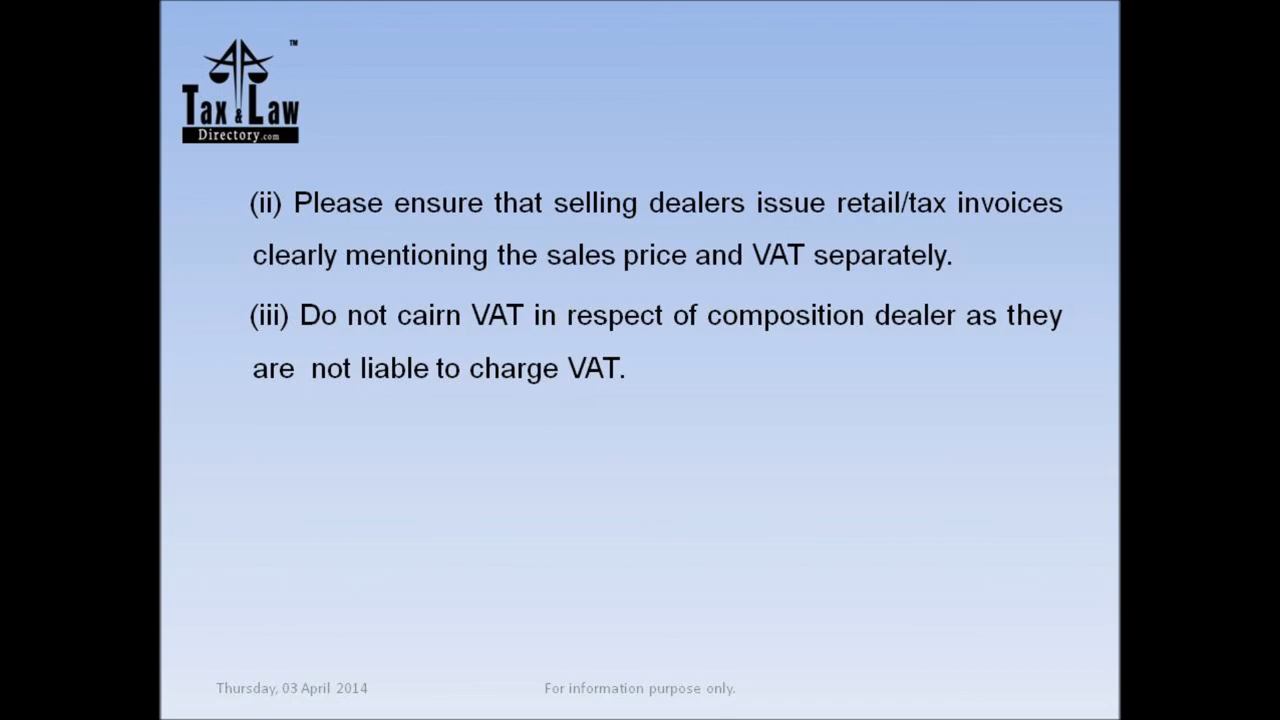 TM
Tax & Law
Directory.com
(ii) Please ensure that selling dealers issue retail/tax invoices
clearly mentioning the sales price and VAT separately.
(iii) Do not cairn VAT in respect of composition dealer as they
are not liable to charge VAT.
Thursday, 03 April 2014
For information purpose only.